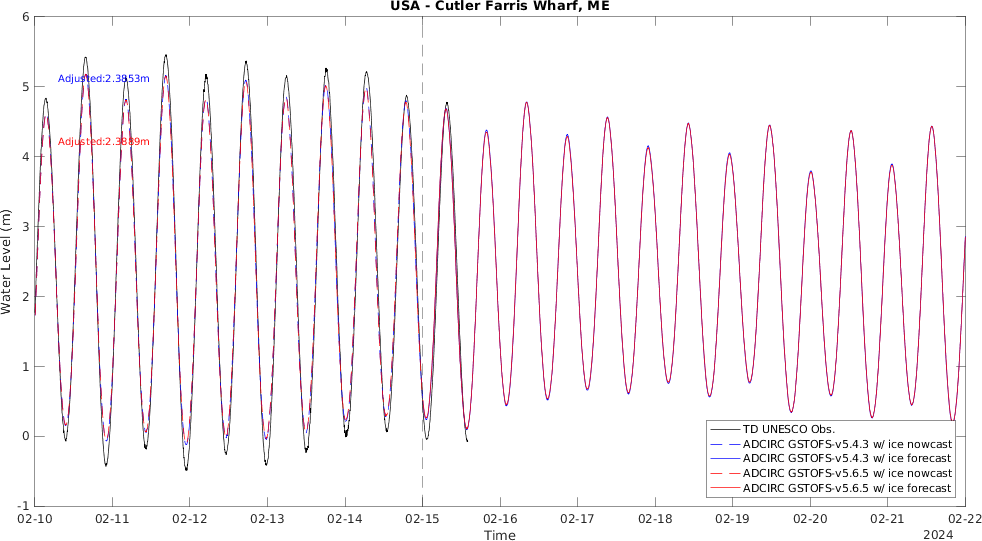 USA - Cutler Farris Wharf, ME
6
5
4
3
2
1
0
-1
Water Level (m)
Adjusted:2.3853m
Adjusted:2.3889m
TD UNESCO Obs.
ADCIRC GSTOFS-v5.4.3 w/ ice nowcast
ADCIRC GSTOFS-v5.4.3 w/ ice forecast
ADCIRC GSTOFS-v5.6.5 w/ ice nowcast
ADCIRC GSTOFS-v5.6.5 w/ ice forecast
02-10 02-11 02-12 02-13 02-14 02-15 02-16 02-17 02-18 02-19 02-20 02-21 02-22
Time
2024